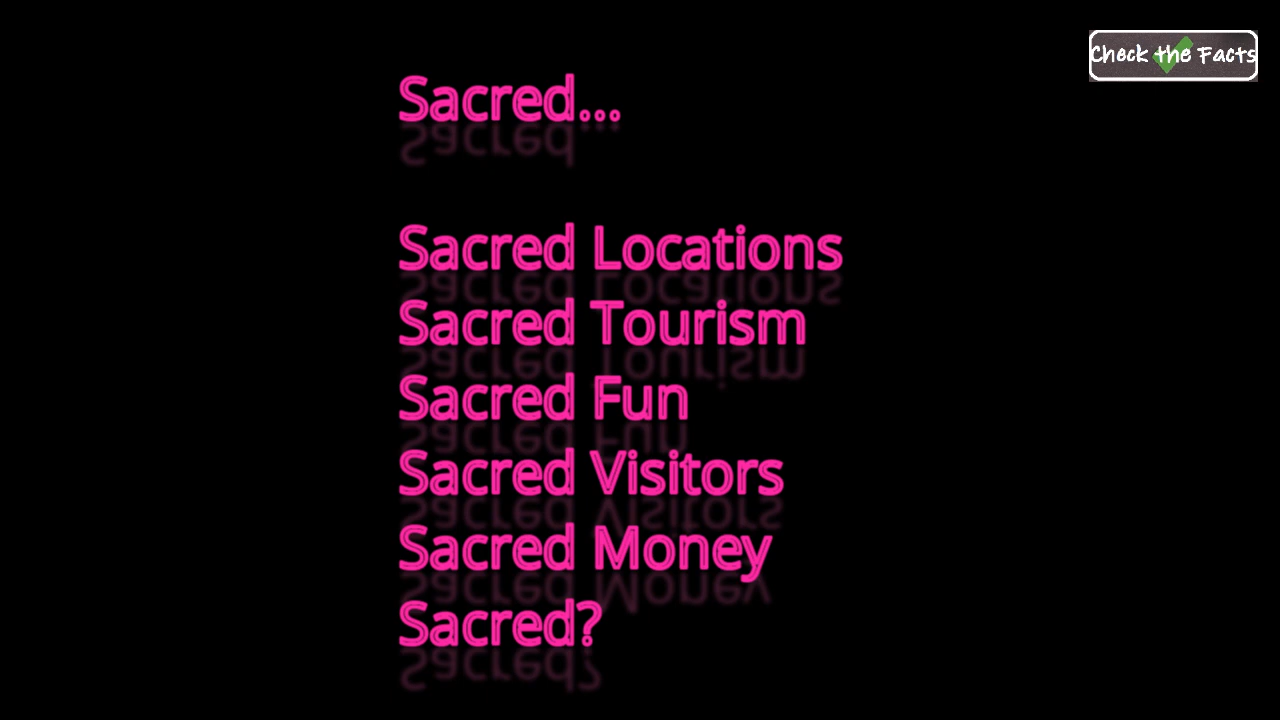 Check the Facts
Sacred...
Sacred Locations
Sacred Tourism
Sacred Fun
Sacred Visitors
Sacred Money
Sacred?